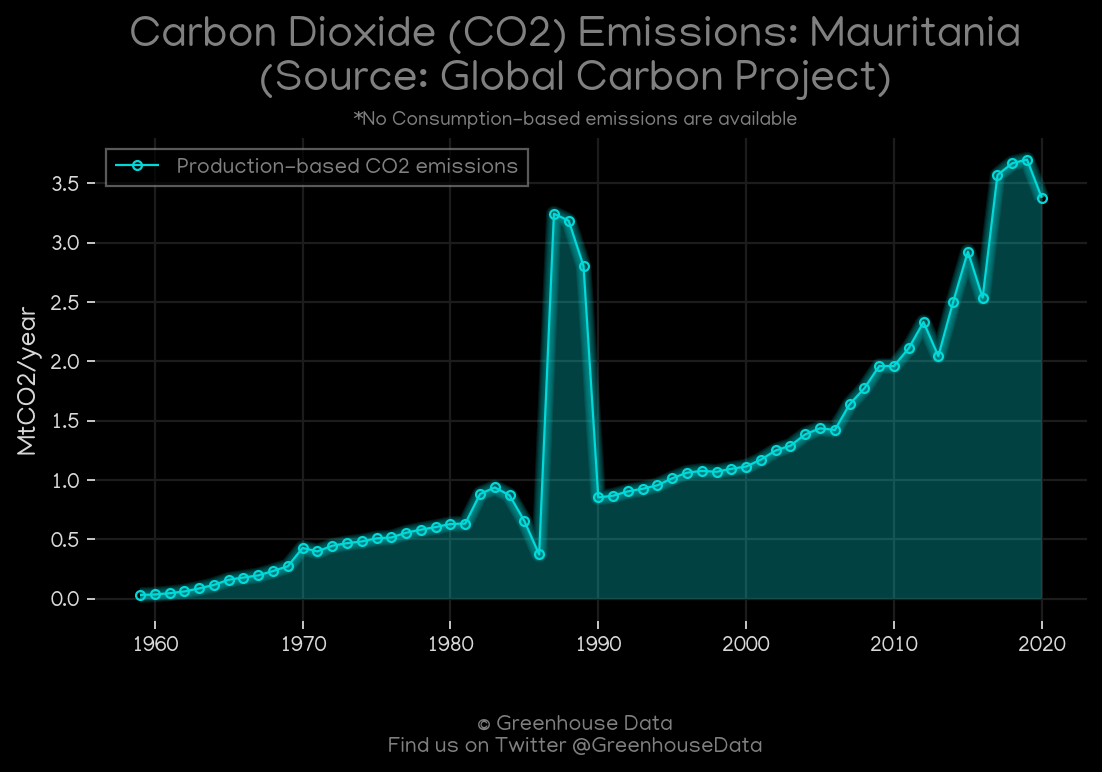 Carbon Dioxide (CO2) Emissions: Mauritania
(Source: Global Carbon Project)
*No Consumption-based emissions are available
Production-based CO2 emissions
MtCO2/year
3.5
3.0
2.5
2.0
1.5
1.0
0.5
0.0
1960 1970 1980 1990 2000 2010 2020
© Greenhouse Data
Find us on Twitter @GreenhouseData